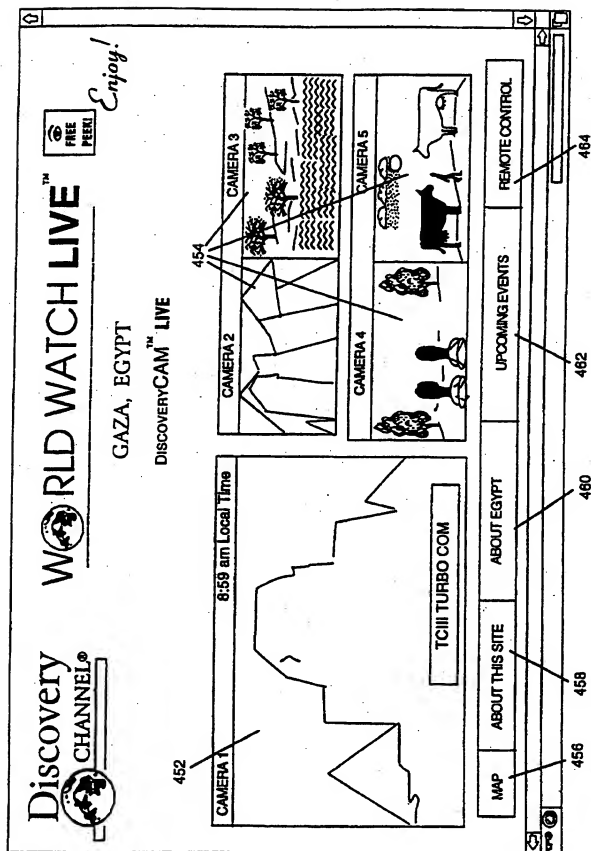 Discovery
CHANNEL®
WORLD WATCH LIVE™
FREE
PEEK!
Enjoy!
GAZA, EGYPT
DISCOVERYCAM™ LIVE
CAMERA 1
8:59 am Local Time
TCIII TURBO COM
452
CAMERA 2
CAMERA 3
454
CAMERA 4
CAMERA 5
MAP
ABOUT THIS SITE
ABOUT EGYPT
UPCOMING EVENTS
REMOTE CONTROL
456
458
460
462
464